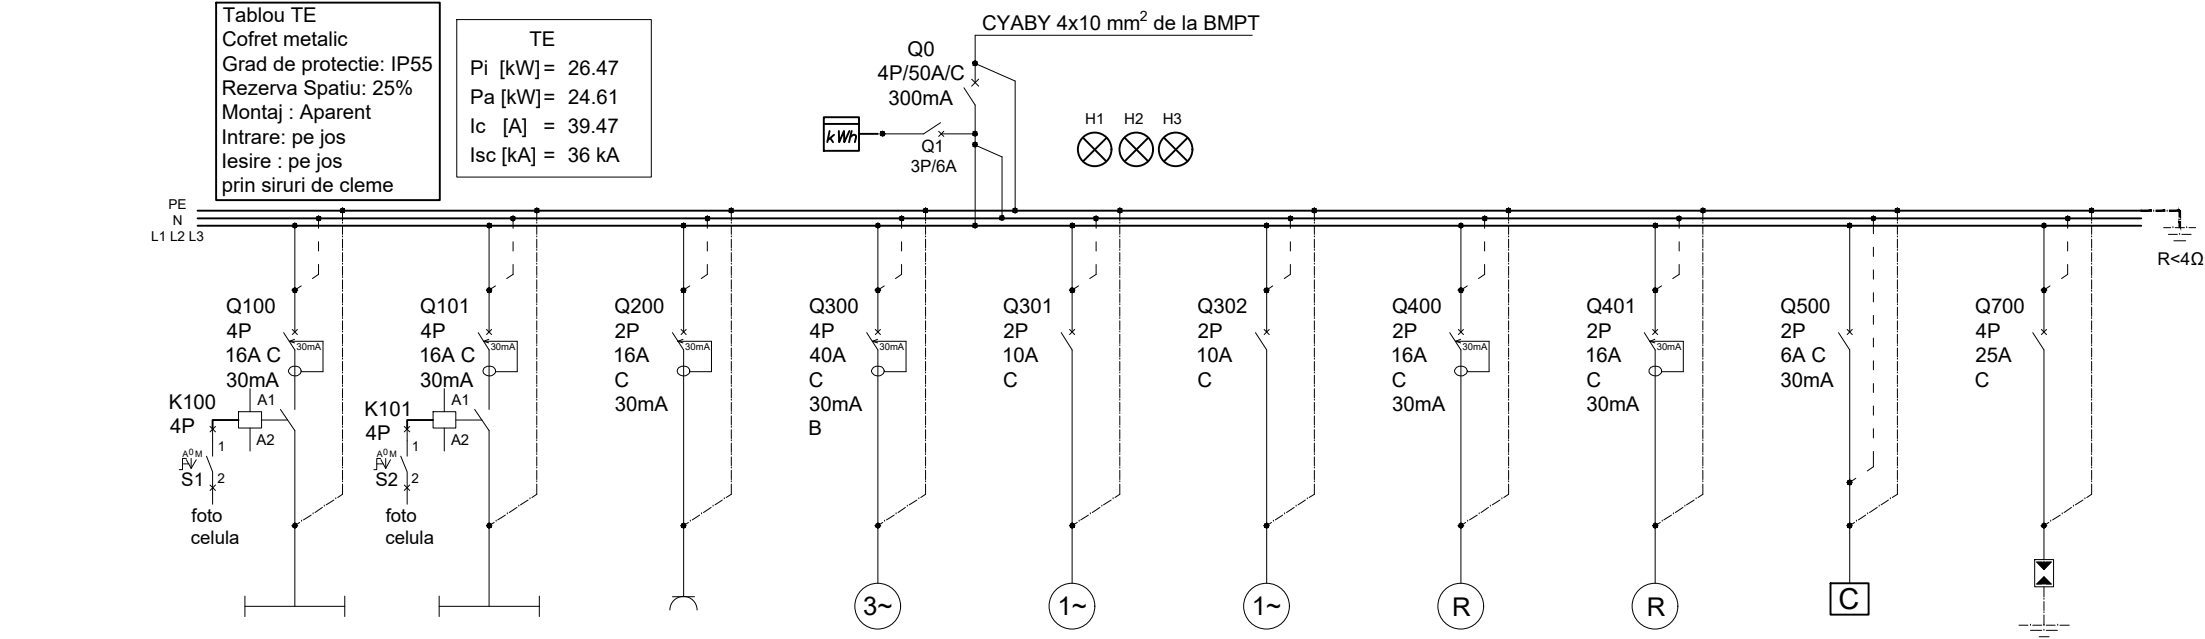 Tablou TE
Cofret metalic
Grad de protectie: IP55
Rezerva Spatiu: 25%
Montaj : Aparent
Intrare: pe jos
Iesire : pe jos
prin siruri de cleme
TE
Pi [kW] = 26.47
Pa [kW] = 24.61
Ic [A] = 39.47
Isc [kA] = 36 kA
CYABY 4x10 mm² de la BMPT
Q0
4P/50A/C
300mA
kWh
Q1
3P/6A
H1 H2 H3
PE
N
L1 L2 L3
R<4Ω
Q100
4P
16A C
30mA
30mA
K100
4P
A1
A2
1
A 0 M
S1
2
foto
celula
Q101
4P
16A C
30mA
30mA
K101
4P
A1
A2
1
A 0 M
S2
2
foto
celula
Q200
2P
16A
C
30mA
30mA
Q300
4P
40A
C
30mA
B
30mA
3~
Q301
2P
10A
C
1~
Q302
2P
10A
C
1~
Q400
2P
16A
C
30mA
30mA
R
Q401
2P
16A
C
30mA
30mA
R
Q500
2P
6A C
30mA
C
Q700
4P
25A
C